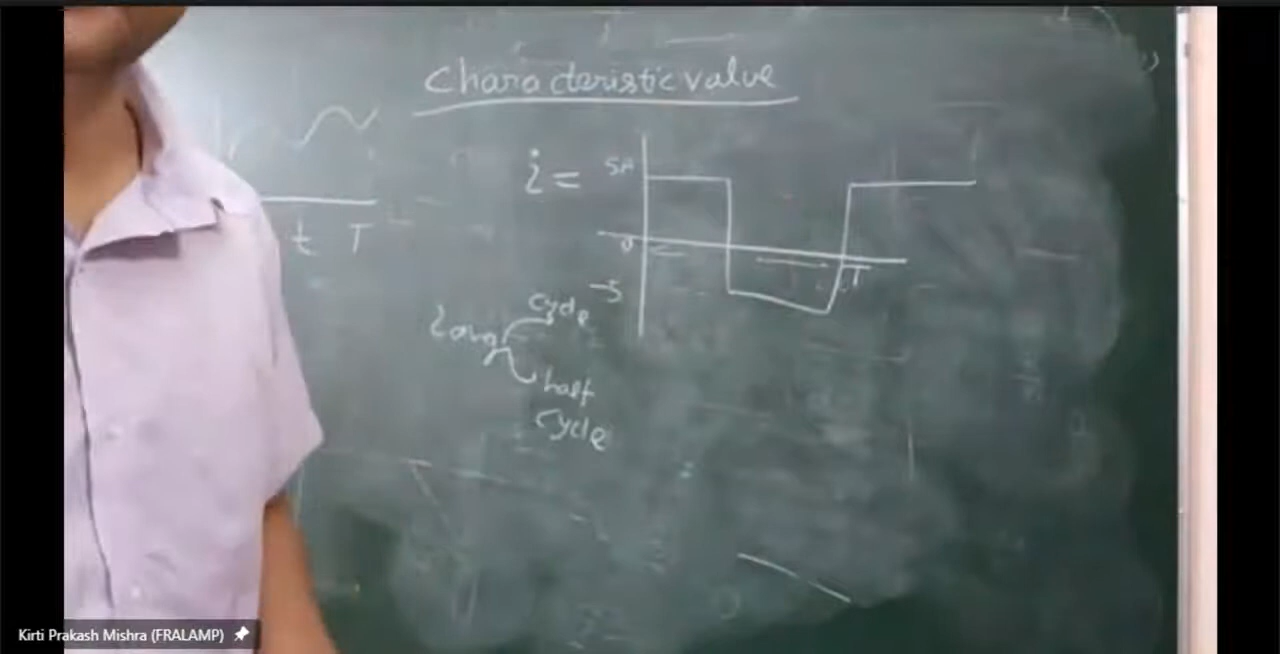 Characteristic value
i =
5A
0
T
-5
t T
i avg
cycle
half
cycle
Kirti Prakash Mishra (FRALAMP)